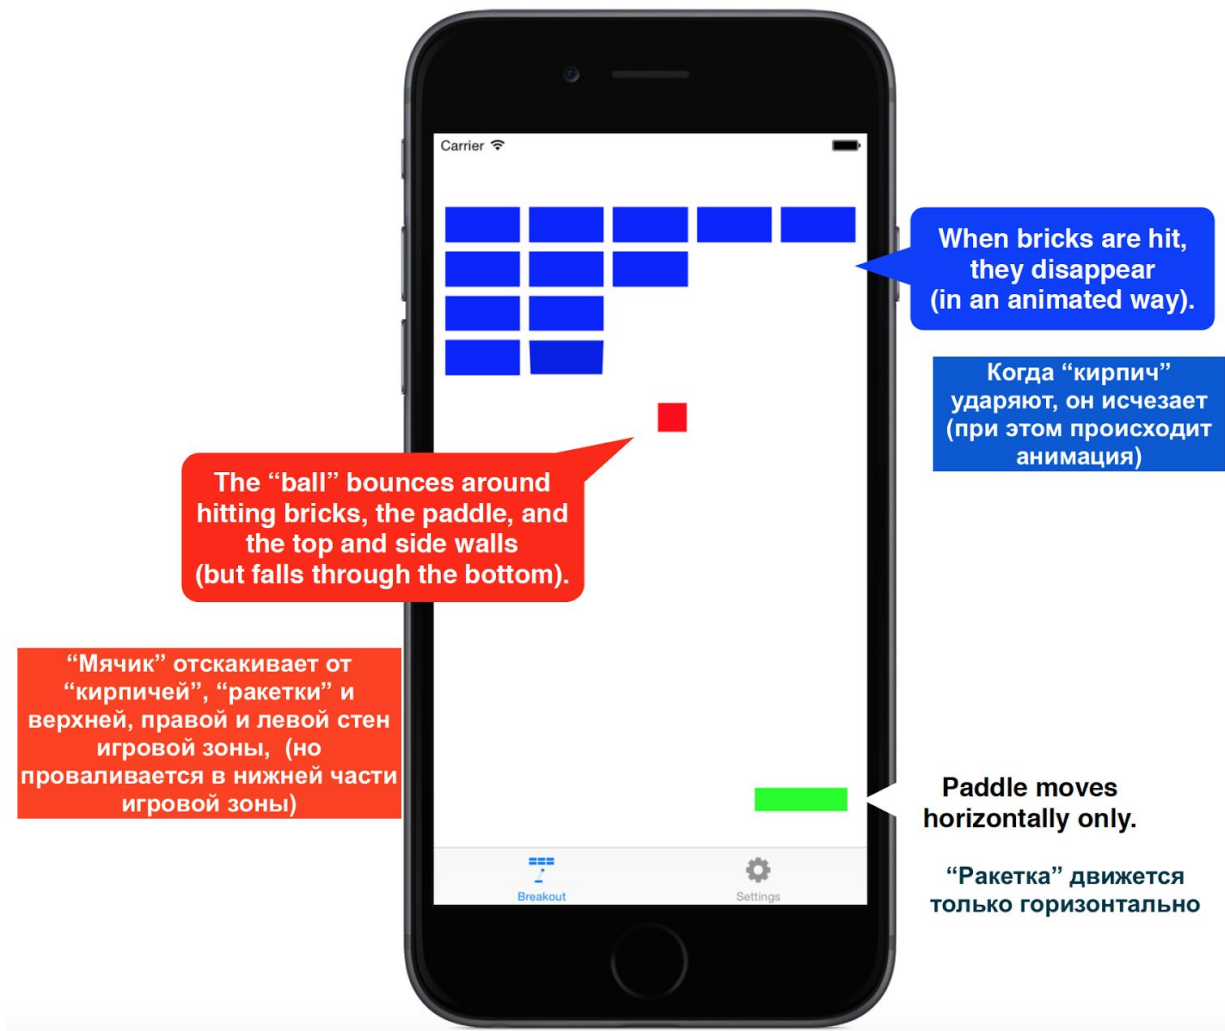 Carrier
When bricks are hit,
they disappear
(in an animated way).
Когда “кирпич”
ударяют, он исчезает
(при этом происходит
анимация)
The “ball” bounces around
hitting bricks, the paddle, and
the top and side walls
(but falls through the bottom).
“Мячик” отскакивает от
“кирпичей”, “ракетки” и
верхней, правой и левой стен
игровой зоны, (но
проваливается в нижней части
игровой зоны)
Paddle moves
horizontally only.
“Ракетка” движется
только горизонтально
Breakout
Settings